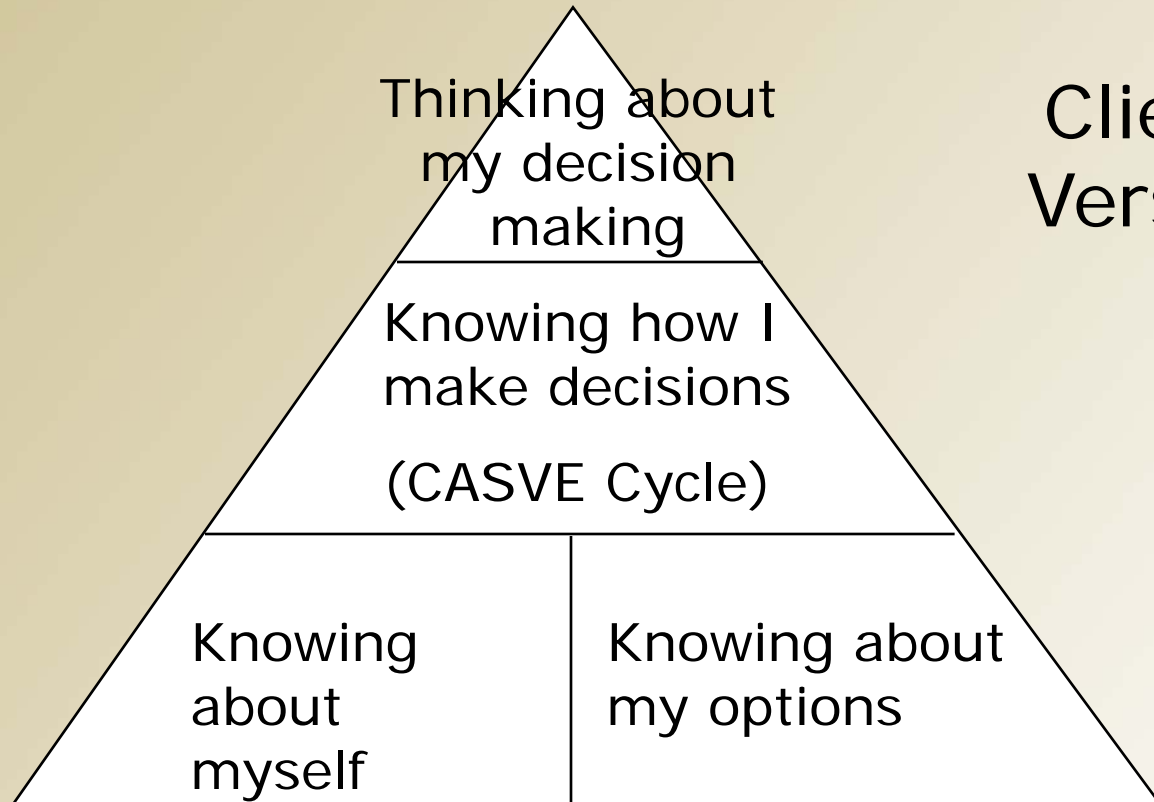 Thinking about
my decision
making
Knowing how I
make decisions
(CASVE Cycle)
Knowing
about
myself
Knowing about
my options